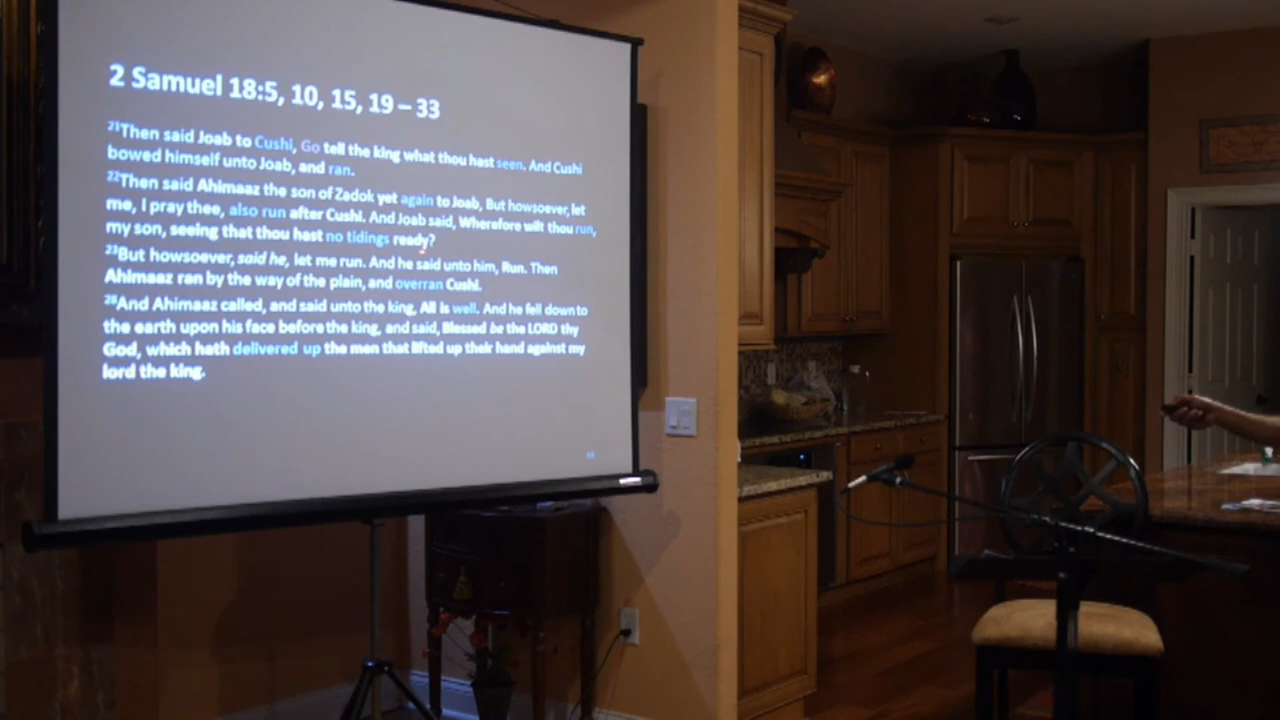 2 Samuel 18:5, 10, 15, 19 – 33
21Then said Joab to Cushi, Go tell the king what thou hast seen. And Cushi
bowed himself unto Joab, and ran.
22Then said Ahimaaz the son of Zadok yet again to Joab, But howsoever, let
me, I pray thee, also run after Cushi. And Joab said, Wherefore wilt thou run,
my son, seeing that thou hast no tidings ready?
23But howsoever, said he, let me run. And he said unto him, Run. Then
Ahimaaz ran by the way of the plain, and overran Cushi.
28And Ahimaaz called, and said unto the king, All is well. And he fell down to
the earth upon his face before the king, and said, Blessed be the LORD thy
God, which hath delivered up the men that lifted up their hand against my
lord the king.